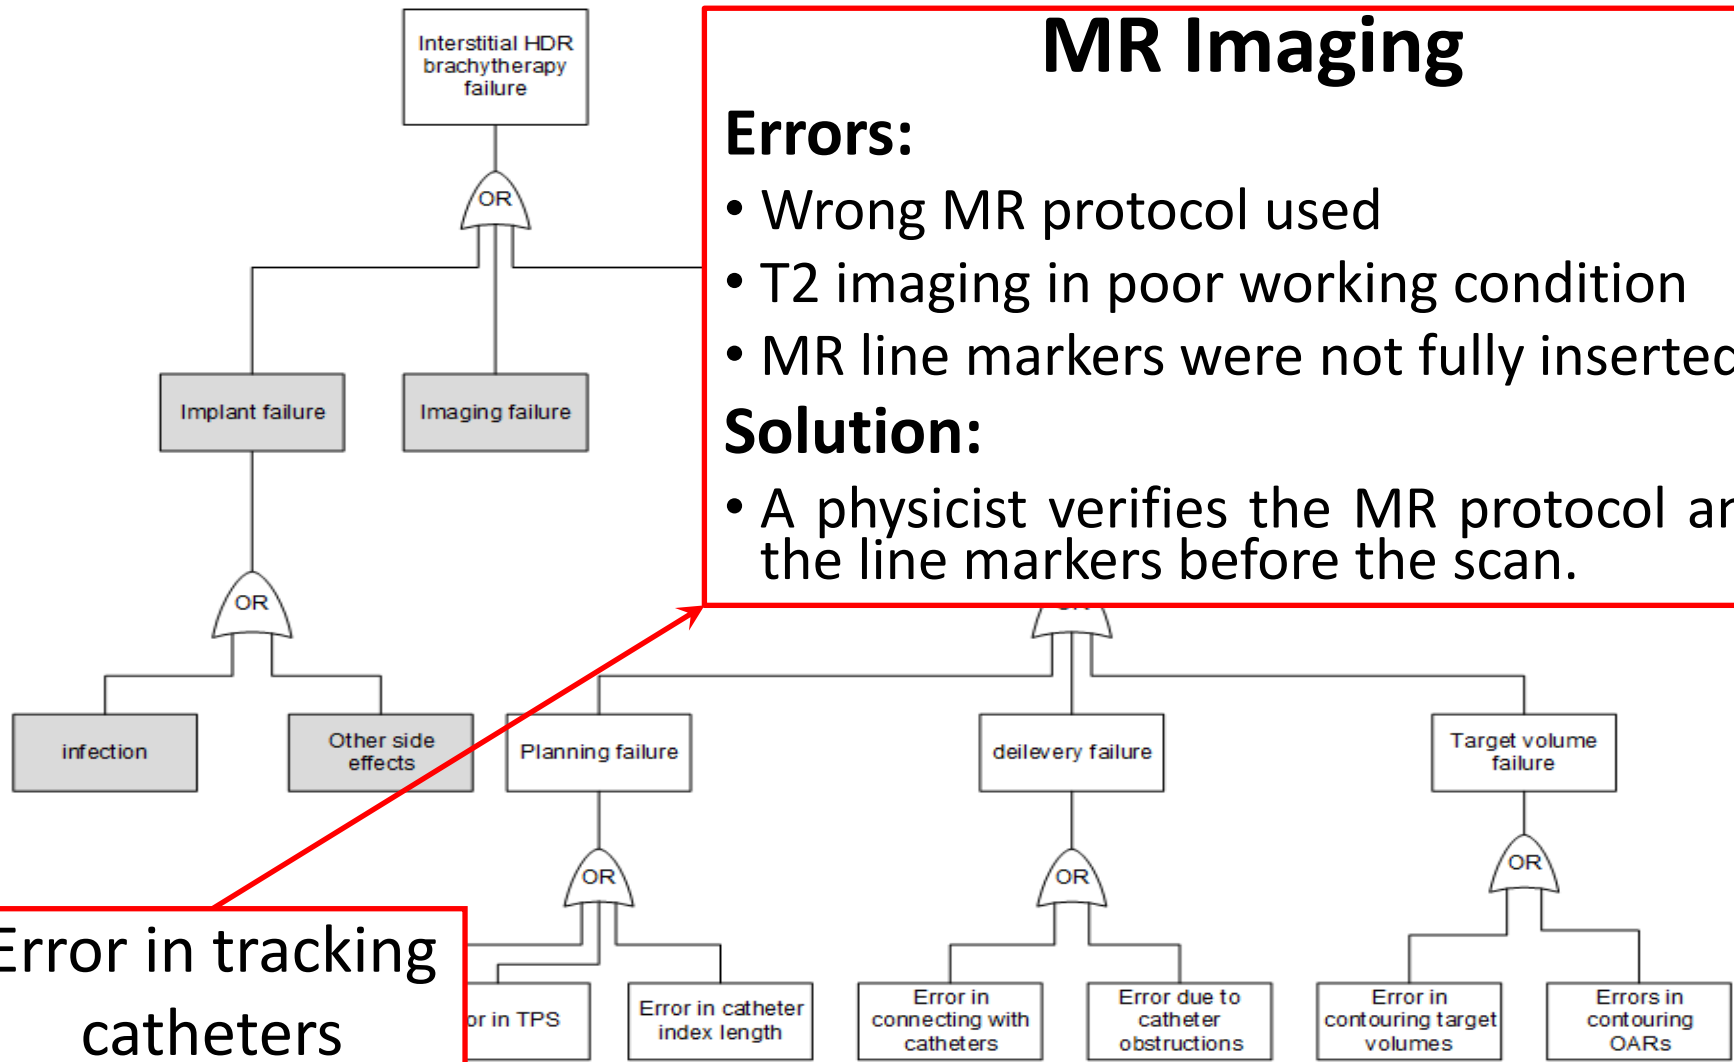 Interstitial HDR
brachytherapy
failure
OR
MR Imaging
Errors:
• Wrong MR protocol used
• T2 imaging in poor working condition
• MR line markers were not fully inserted
Solution:
• A physicist verifies the MR protocol
the line markers before the scan.
Implant failure
Imaging failure
OR
infection
Other side
effects
Planning failure
deilevery failure
Target volume
failure
OR
OR
OR
Error in tracking
catheters
in TPS
Error in catheter
index length
Error in
connecting with
catheters
Error due to
catheter
obstructions
Error in
contouring target
volumes
Errors in
contouring
OARs